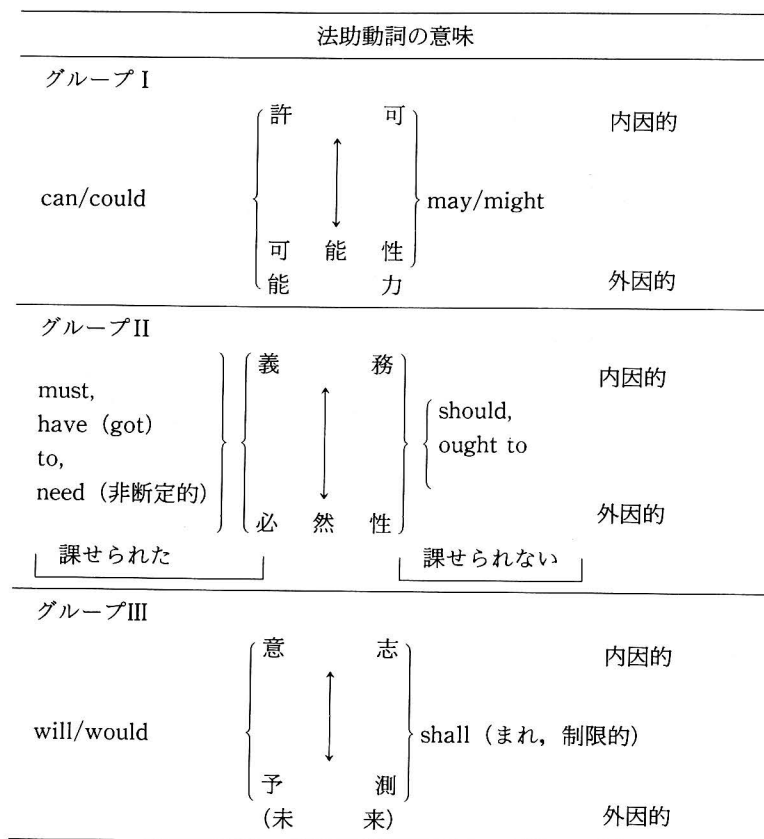 法助動詞の意味
グループ I
許 可 内因的
can/could may/might
可 能 性
能 力 外因的
グループII
義 務 内因的
must, should,
have (got) ought to
to,
need (非断定的)
必 然 性 外因的
課せられた 課せられない
グループIII
意 志 内因的
will/would shall (まれ, 制限的)
予 測
(未 来) 外因的